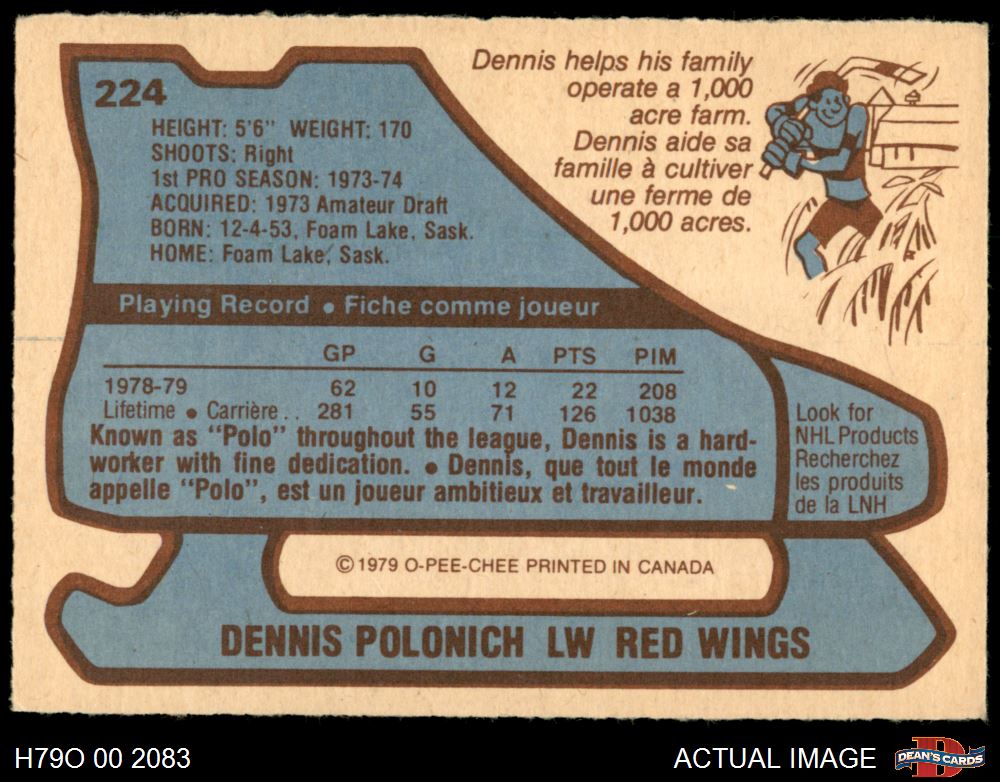 224
HEIGHT: 5'6" WEIGHT: 170
SHOOTS: Right
1st PRO SEASON: 1973-74
ACQUIRED: 1973 Amateur Draft
BORN: 12-4-53, Foam Lake, Sask.
HOME: Foam Lake, Sask.
Dennis helps his family
operate a 1,000
acre farm.
Dennis aide sa
famille à cultiver
une ferme de
1,000 acres.
Playing Record • Fiche comme joueur
GP G A PTS PIM
1978-79 62 10 12 22 208
Lifetime • Carrière .. 281 55 71 126 1038
Known as "Polo" throughout the league, Dennis is a hard-
worker with fine dedication. • Dennis, que tout le monde
appelle "Polo", est un joueur ambitieux et travailleur.
Look for
NHL Products
Recherchez
les produits
de la LNH
© 1979 O-PEE-CHEE PRINTED IN CANADA
DENNIS POLONICH LW RED WINGS
H79O 00 2083
ACTUAL IMAGE
D
DEAN'S CARDS